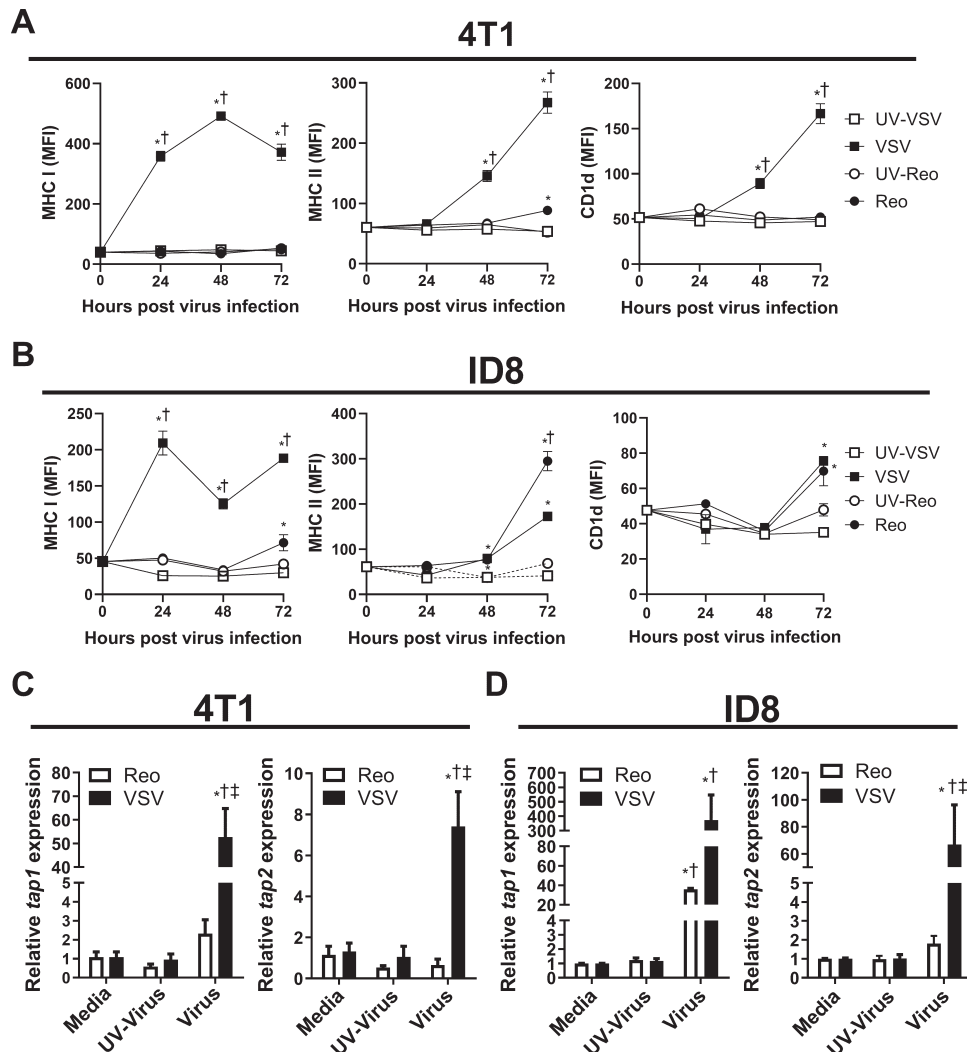 A
4T1
600
400
200
0
MHC I (MFI)
*†
*†
*†
0 24 48 72
Hours post virus infection
300
200
100
0
MHC II (MFI)
*†
*†
*
0 24 48 72
Hours post virus infection
200
150
100
50
0
CD1d (MFI)
*†
*†
0 24 48 72
Hours post virus infection
UV-VSV
VSV
UV-Reo
Reo
B
ID8
250
200
150
100
50
0
MHC I (MFI)
*†
*†
*†
*
0 24 48 72
Hours post virus infection
400
300
200
100
0
MHC II (MFI)
*†
*
*
*
0 24 48 72
Hours post virus infection
100
80
60
40
20
0
CD1d (MFI)
*
*
0 24 48 72
Hours post virus infection
UV-VSV
VSV
UV-Reo
Reo
C
4T1
Relative tap1 expression
80
70
60
50
40
5
4
3
2
1
0
Reo
VSV
*†‡
Media
UV-Virus
Virus
Relative tap2 expression
10
8
6
4
2
0
Reo
VSV
*†‡
Media
UV-Virus
Virus
D
ID8
Relative tap1 expression
700
600
500
400
300
80
60
40
20
4
3
2
1
0
Reo
VSV
*†
*†
Media
UV-Virus
Virus
Relative tap2 expression
120
100
80
60
5
4
3
2
1
0
Reo
VSV
*†‡
Media
UV-Virus
Virus